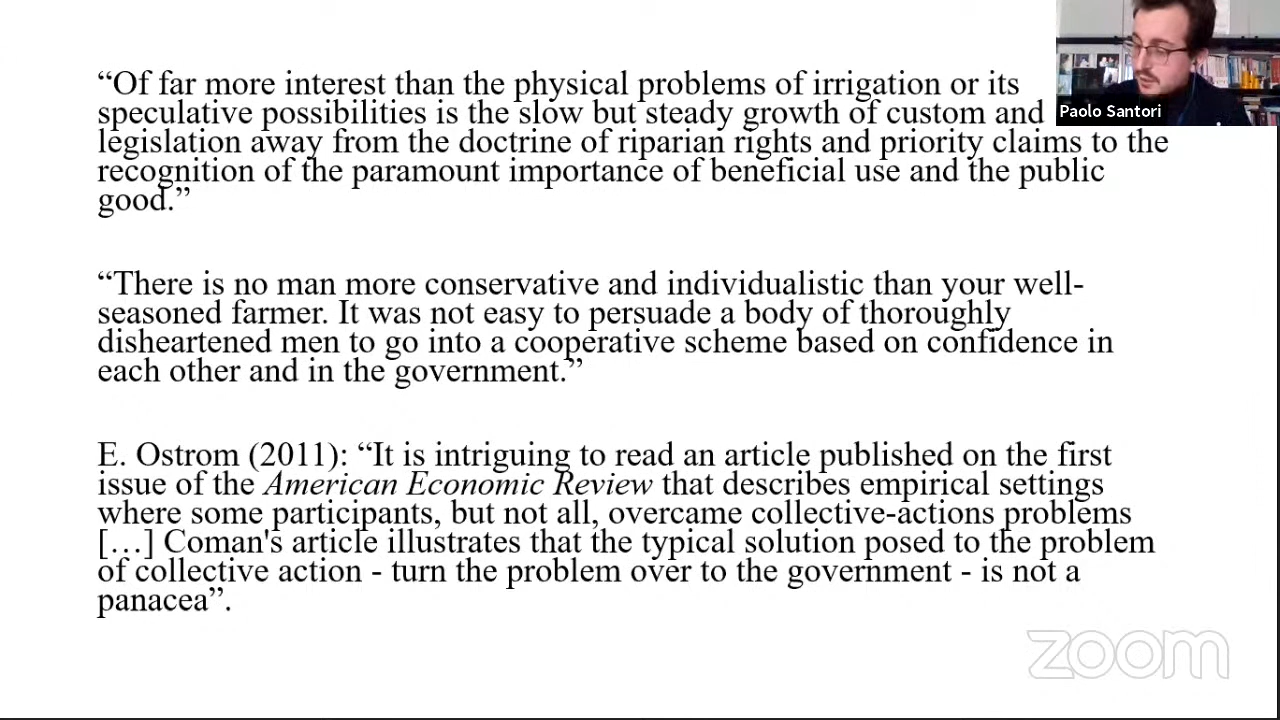 “Of far more interest than the physical problems of irrigation or its
speculative possibilities is the slow but steady growth of custom and
legislation away from the doctrine of riparian rights and priority claims to the
recognition of the paramount importance of beneficial use and the public
good.”
“There is no man more conservative and individualistic than your well-
seasoned farmer. It was not easy to persuade a body of thoroughly
disheartened men to go into a cooperative scheme based on confidence in
each other and in the government.”
E. Ostrom (2011): “It is intriguing to read an article published on the first
issue of the American Economic Review that describes empirical settings
where some participants, but not all, overcame collective-actions problems
[…] Coman's article illustrates that the typical solution posed to the problem
of collective action - turn the problem over to the government - is not a
panacea”.
Paolo Santori
zoom